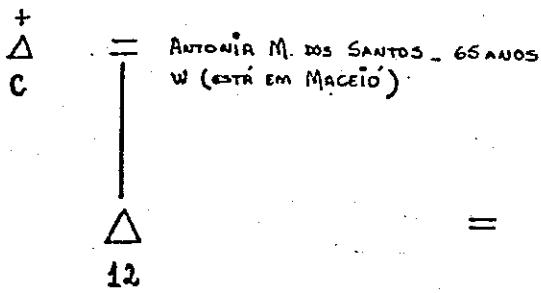 +
C
ANTONIA M. DOS SANTOS - 65 ANOS
W (ESTÁ EM MACEIÓ)
12